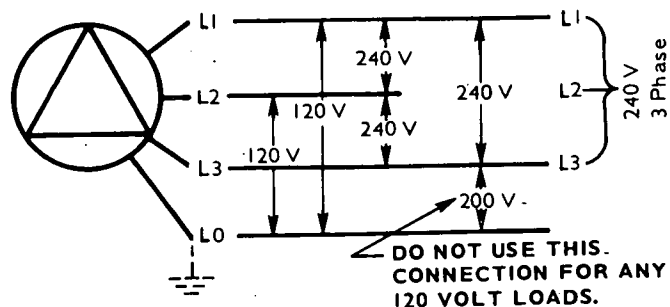 L1
L1
240 V
L2
120 V
240 V
L2
240 V
3 Phase
120 V
240 V
L3
L3
200 V
L0
DO NOT USE THIS
CONNECTION FOR ANY
120 VOLT LOADS.